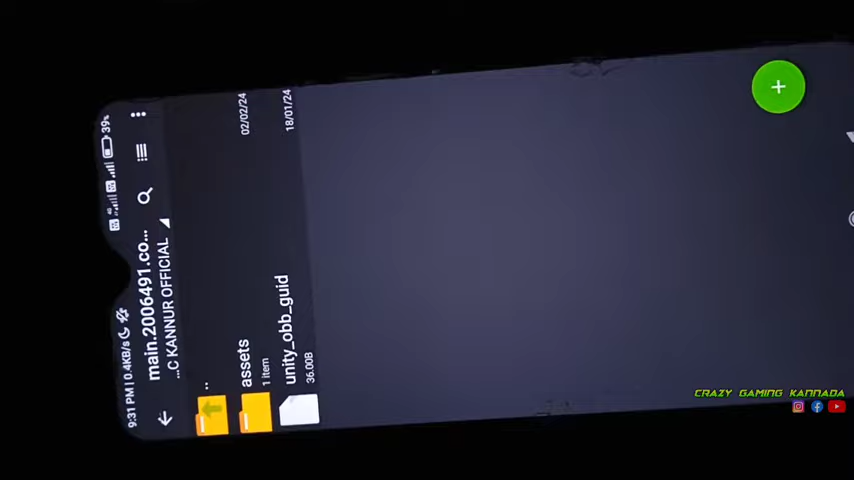 9:31 PM | 0.4KB/s
4G
39%
main.2006491.co...
...C KANNUR OFFICIAL
..
assets
1 item
02/02/24
unity_obb_guid
36.00B
18/01/24
CRAZY GAMING KANNADA